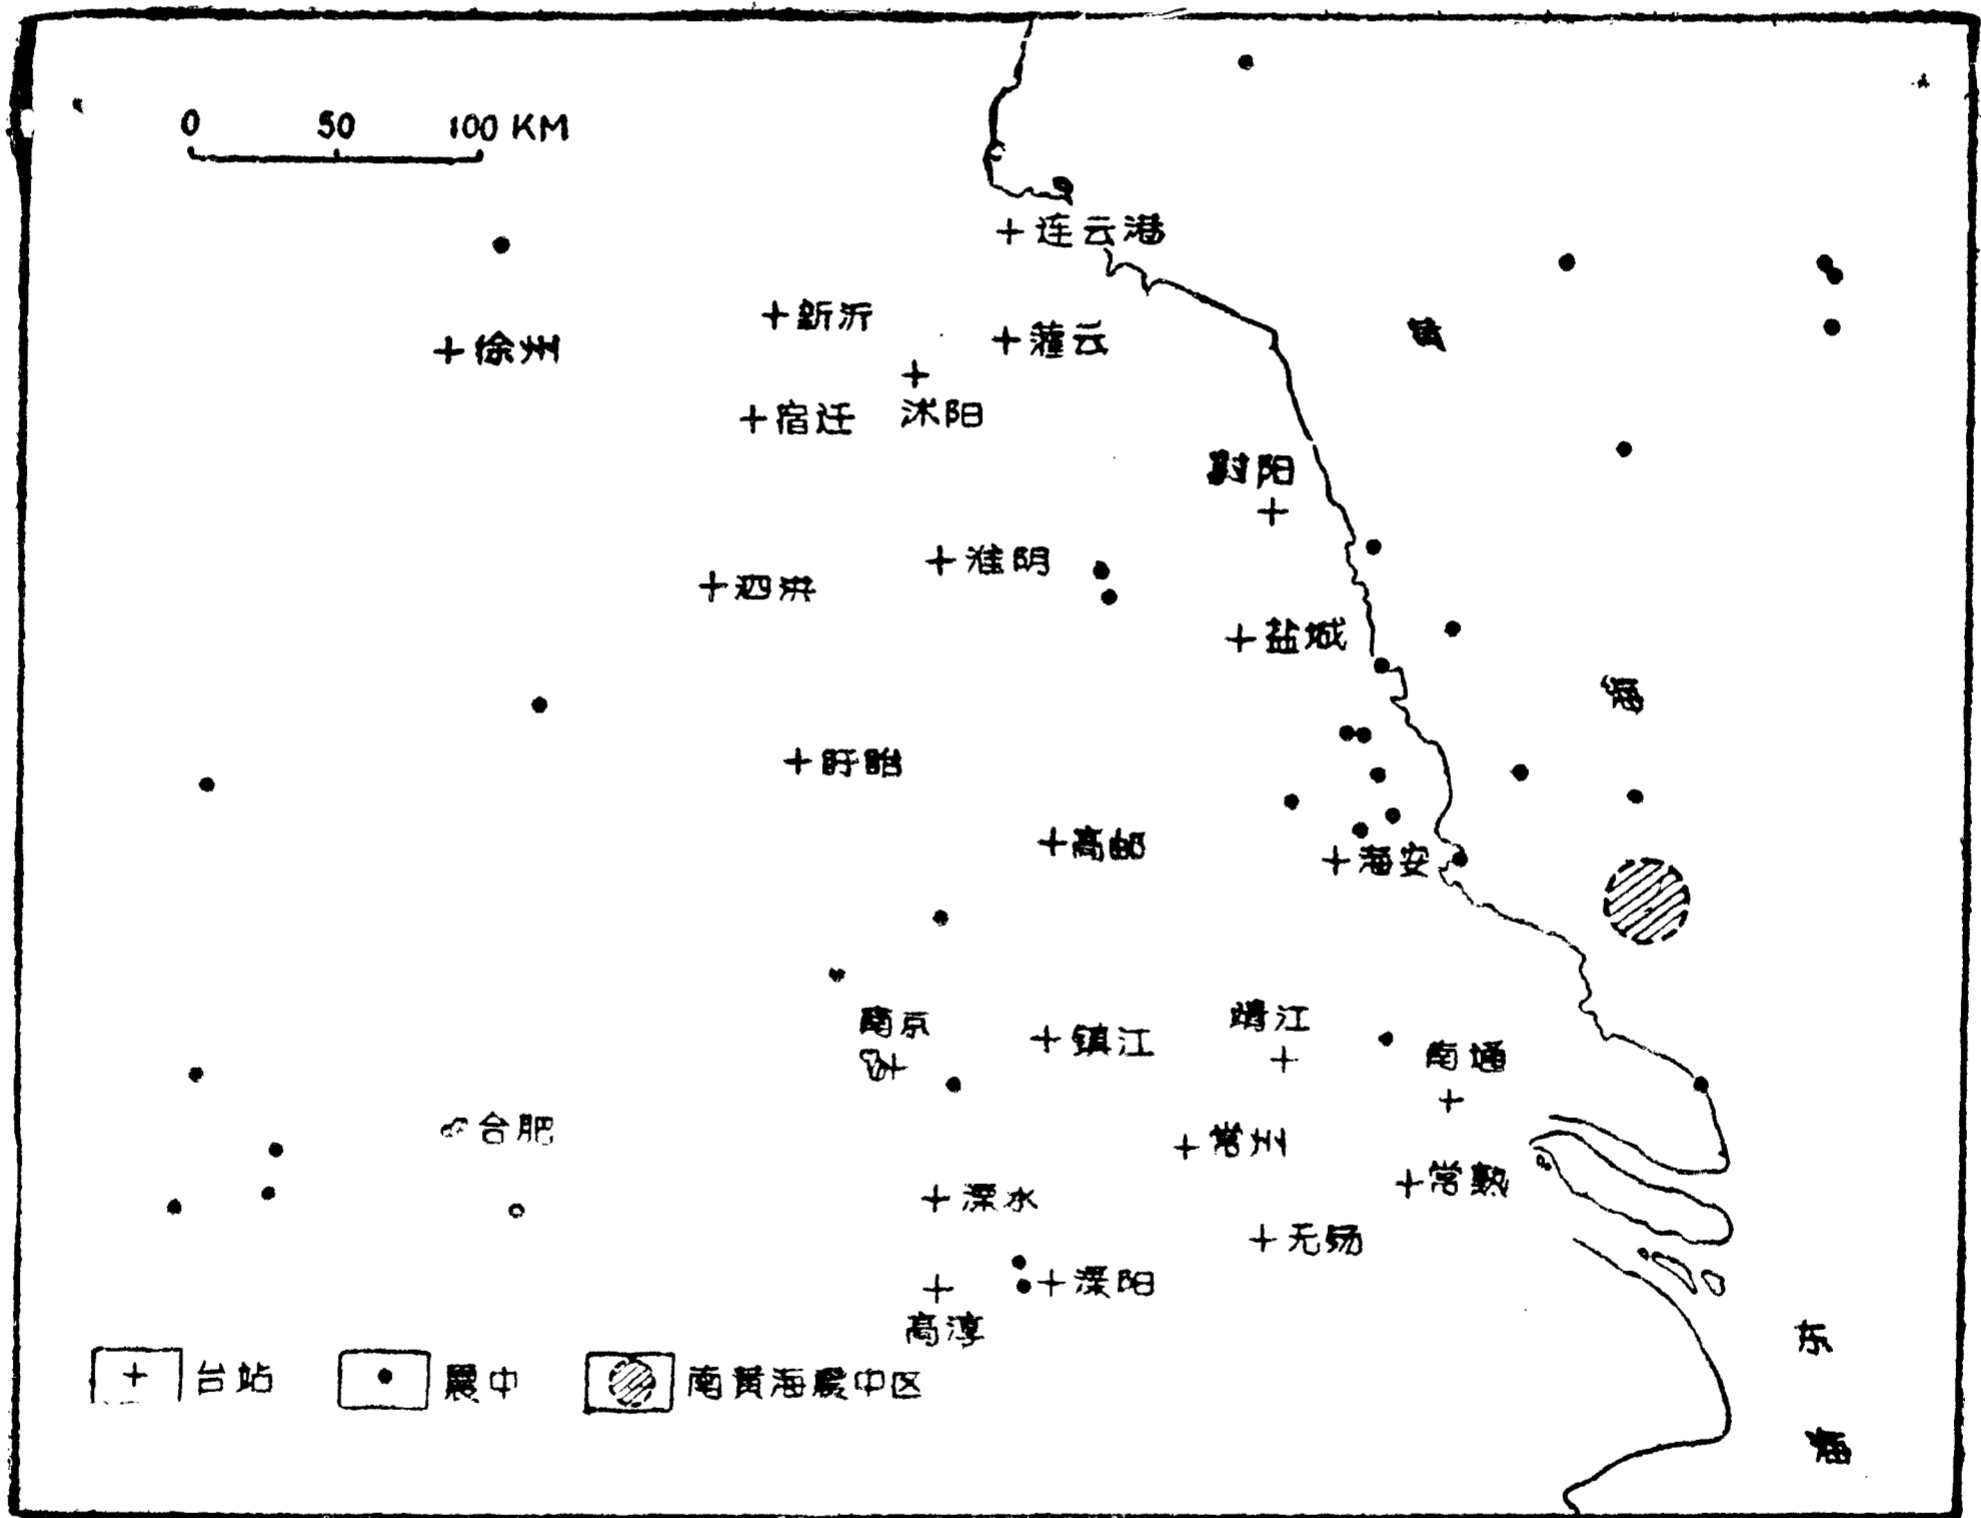 0 50 100 KM
连云港
新沂
灌云
徐州
沭阳
宿迁
黄
射阳
淮阴
泗洪
盐城
海
盱眙
高邮
海安
南京
镇江
靖江
南通
合肥
常州
常熟
溧水
无易
溧阳
高淳
东
海
台站
震中
南黄海震中区